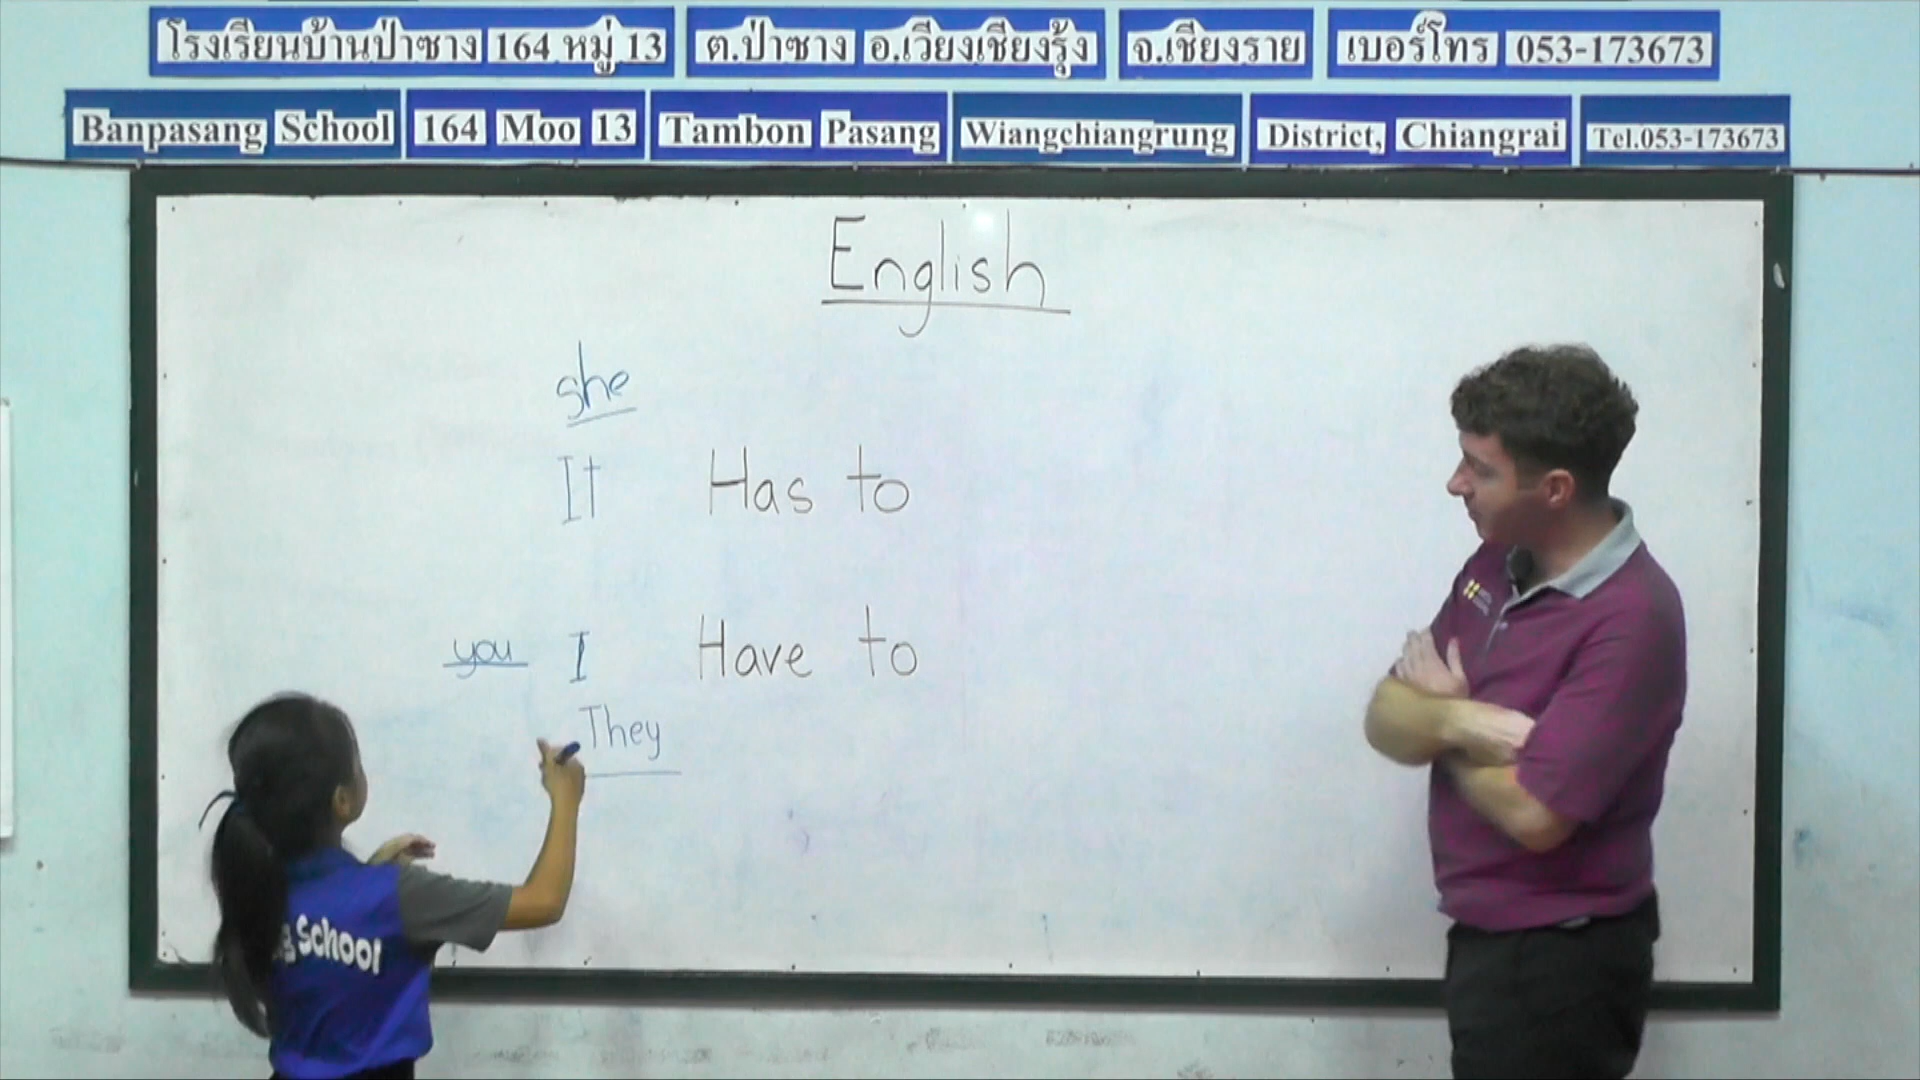 โรงเรียนบ้านป่าซาง 164 หมู่ 13 ต.ป่าซาง อ.เวียงเชียงรุ้ง จ.เชียงราย เบอร์โทร 053-173673
Banpasang School 164 Moo 13 Tambon Pasang Wiangchiangrung District, Chiangrai Tel.053-173673
English
she
It Has to
you I Have to
They
School